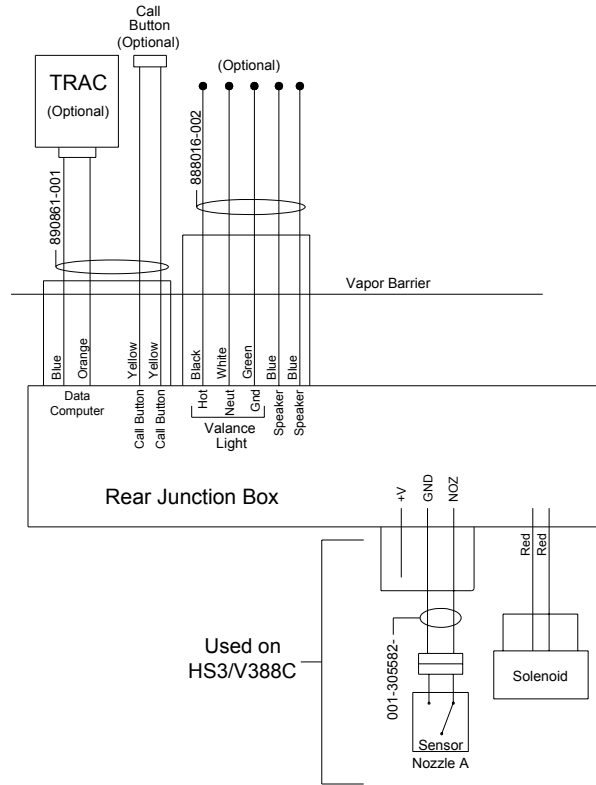 Call
Button
(Optional)
TRAC
(Optional)
(Optional)
890861-001
888016-002
Vapor Barrier
Blue
Orange
Yellow
Yellow
Black
White
Green
Blue
Blue
Data
Computer
Call Button
Call Button
Hot
Neut
Gnd
Speaker
Speaker
Valance
Light
Rear Junction Box
+V
GND
NOZ
Red
Red
Used on
HS3/V388C
001-305582-
Solenoid
Sensor
Nozzle A